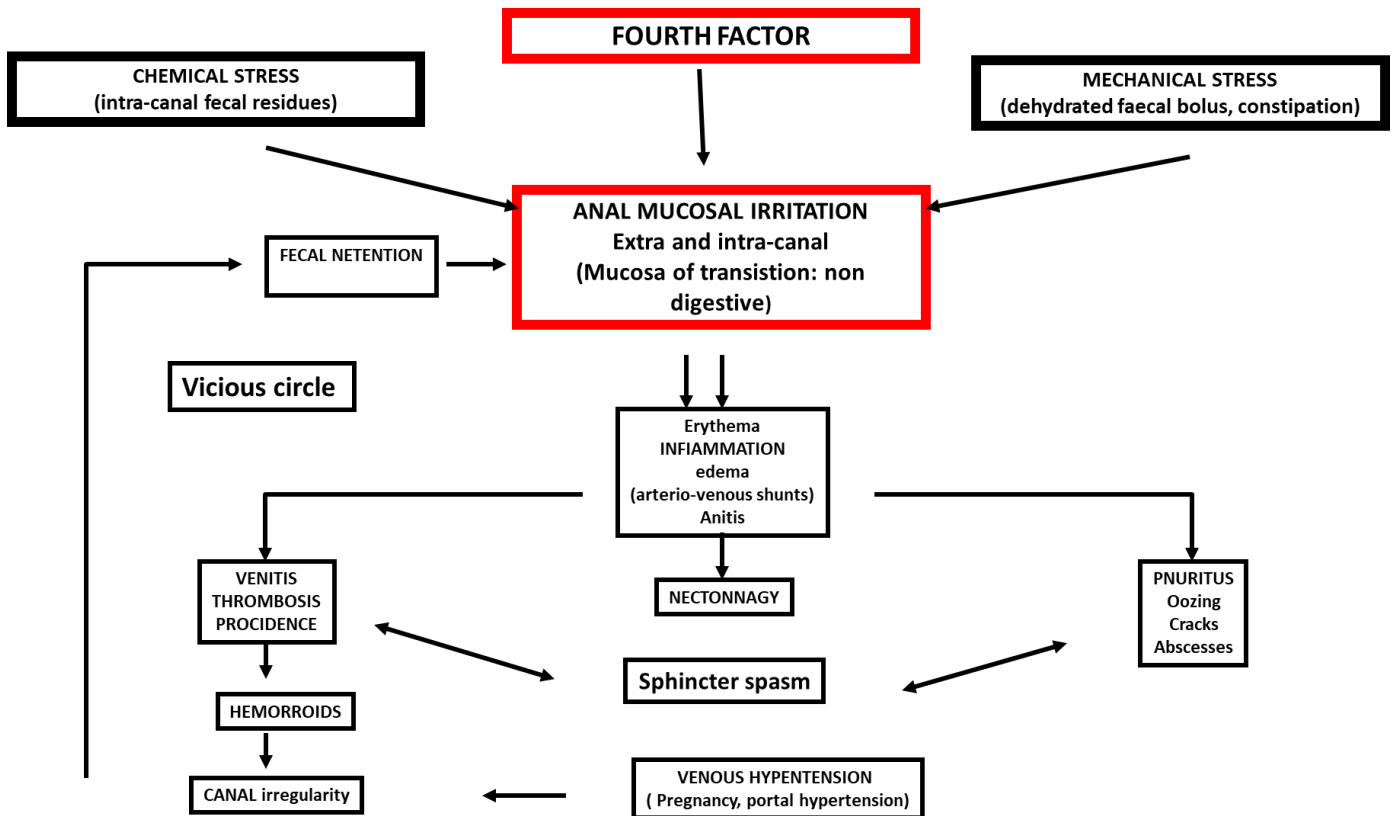 FOURTH FACTOR
CHEMICAL STRESS
(intra-canal fecal residues)
MECHANICAL STRESS
(dehydrated faecal bolus, constipation)
ANAL MUCOSAL IRRITATION
Extra and intra-canal
(Mucosa of transistion: non
digestive)
FECAL NETENTION
Vicious circle
Erythema
INFIAMMATION
edema
(arterio-venous shunts)
Anitis
VENITIS
THROMBOSIS
PROCIDENCE
NECTONNAGY
PNURITUS
Oozing
Cracks
Abscesses
Sphincter spasm
HEMORROIDS
VENOUS HYPENTENSION
( Pregnancy, portal hypertension)
CANAL irregularity